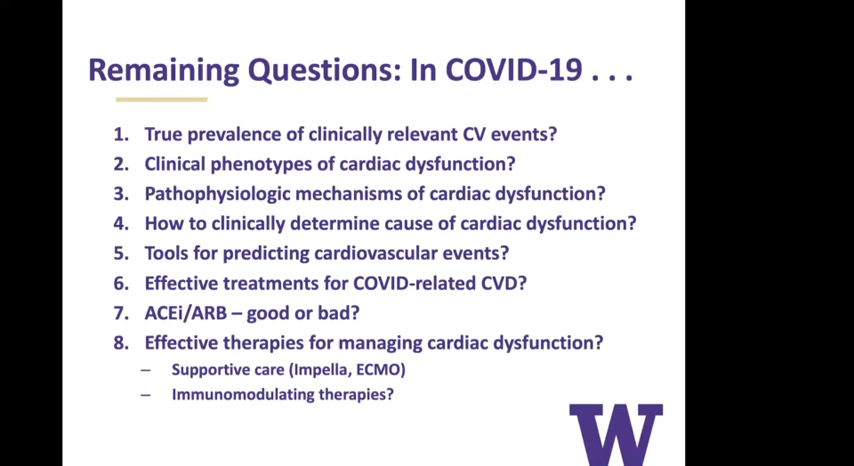 Remaining Questions: In COVID-19 . . .
1. True prevalence of clinically relevant CV events?
2. Clinical phenotypes of cardiac dysfunction?
3. Pathophysiologic mechanisms of cardiac dysfunction?
4. How to clinically determine cause of cardiac dysfunction?
5. Tools for predicting cardiovascular events?
6. Effective treatments for COVID-related CVD?
7. ACEi/ARB – good or bad?
8. Effective therapies for managing cardiac dysfunction?
– Supportive care (Impella, ECMO)
– Immunomodulating therapies?
W